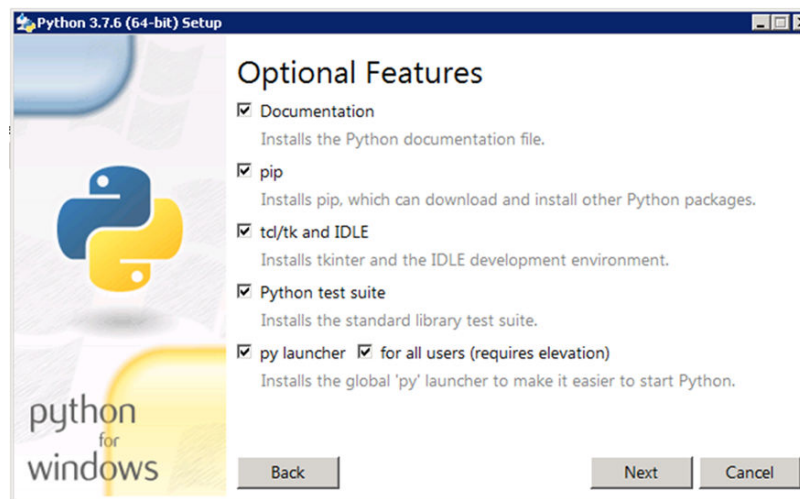 Python 3.7.6 (64-bit) Setup
Optional Features
Documentation
Installs the Python documentation file.
pip
Installs pip, which can download and install other Python packages.
tcl/tk and IDLE
Installs tkinter and the IDLE development environment.
Python test suite
Installs the standard library test suite.
py launcher for all users (requires elevation)
Installs the global 'py' launcher to make it easier to start Python.
python
for
windows
Back Next Cancel